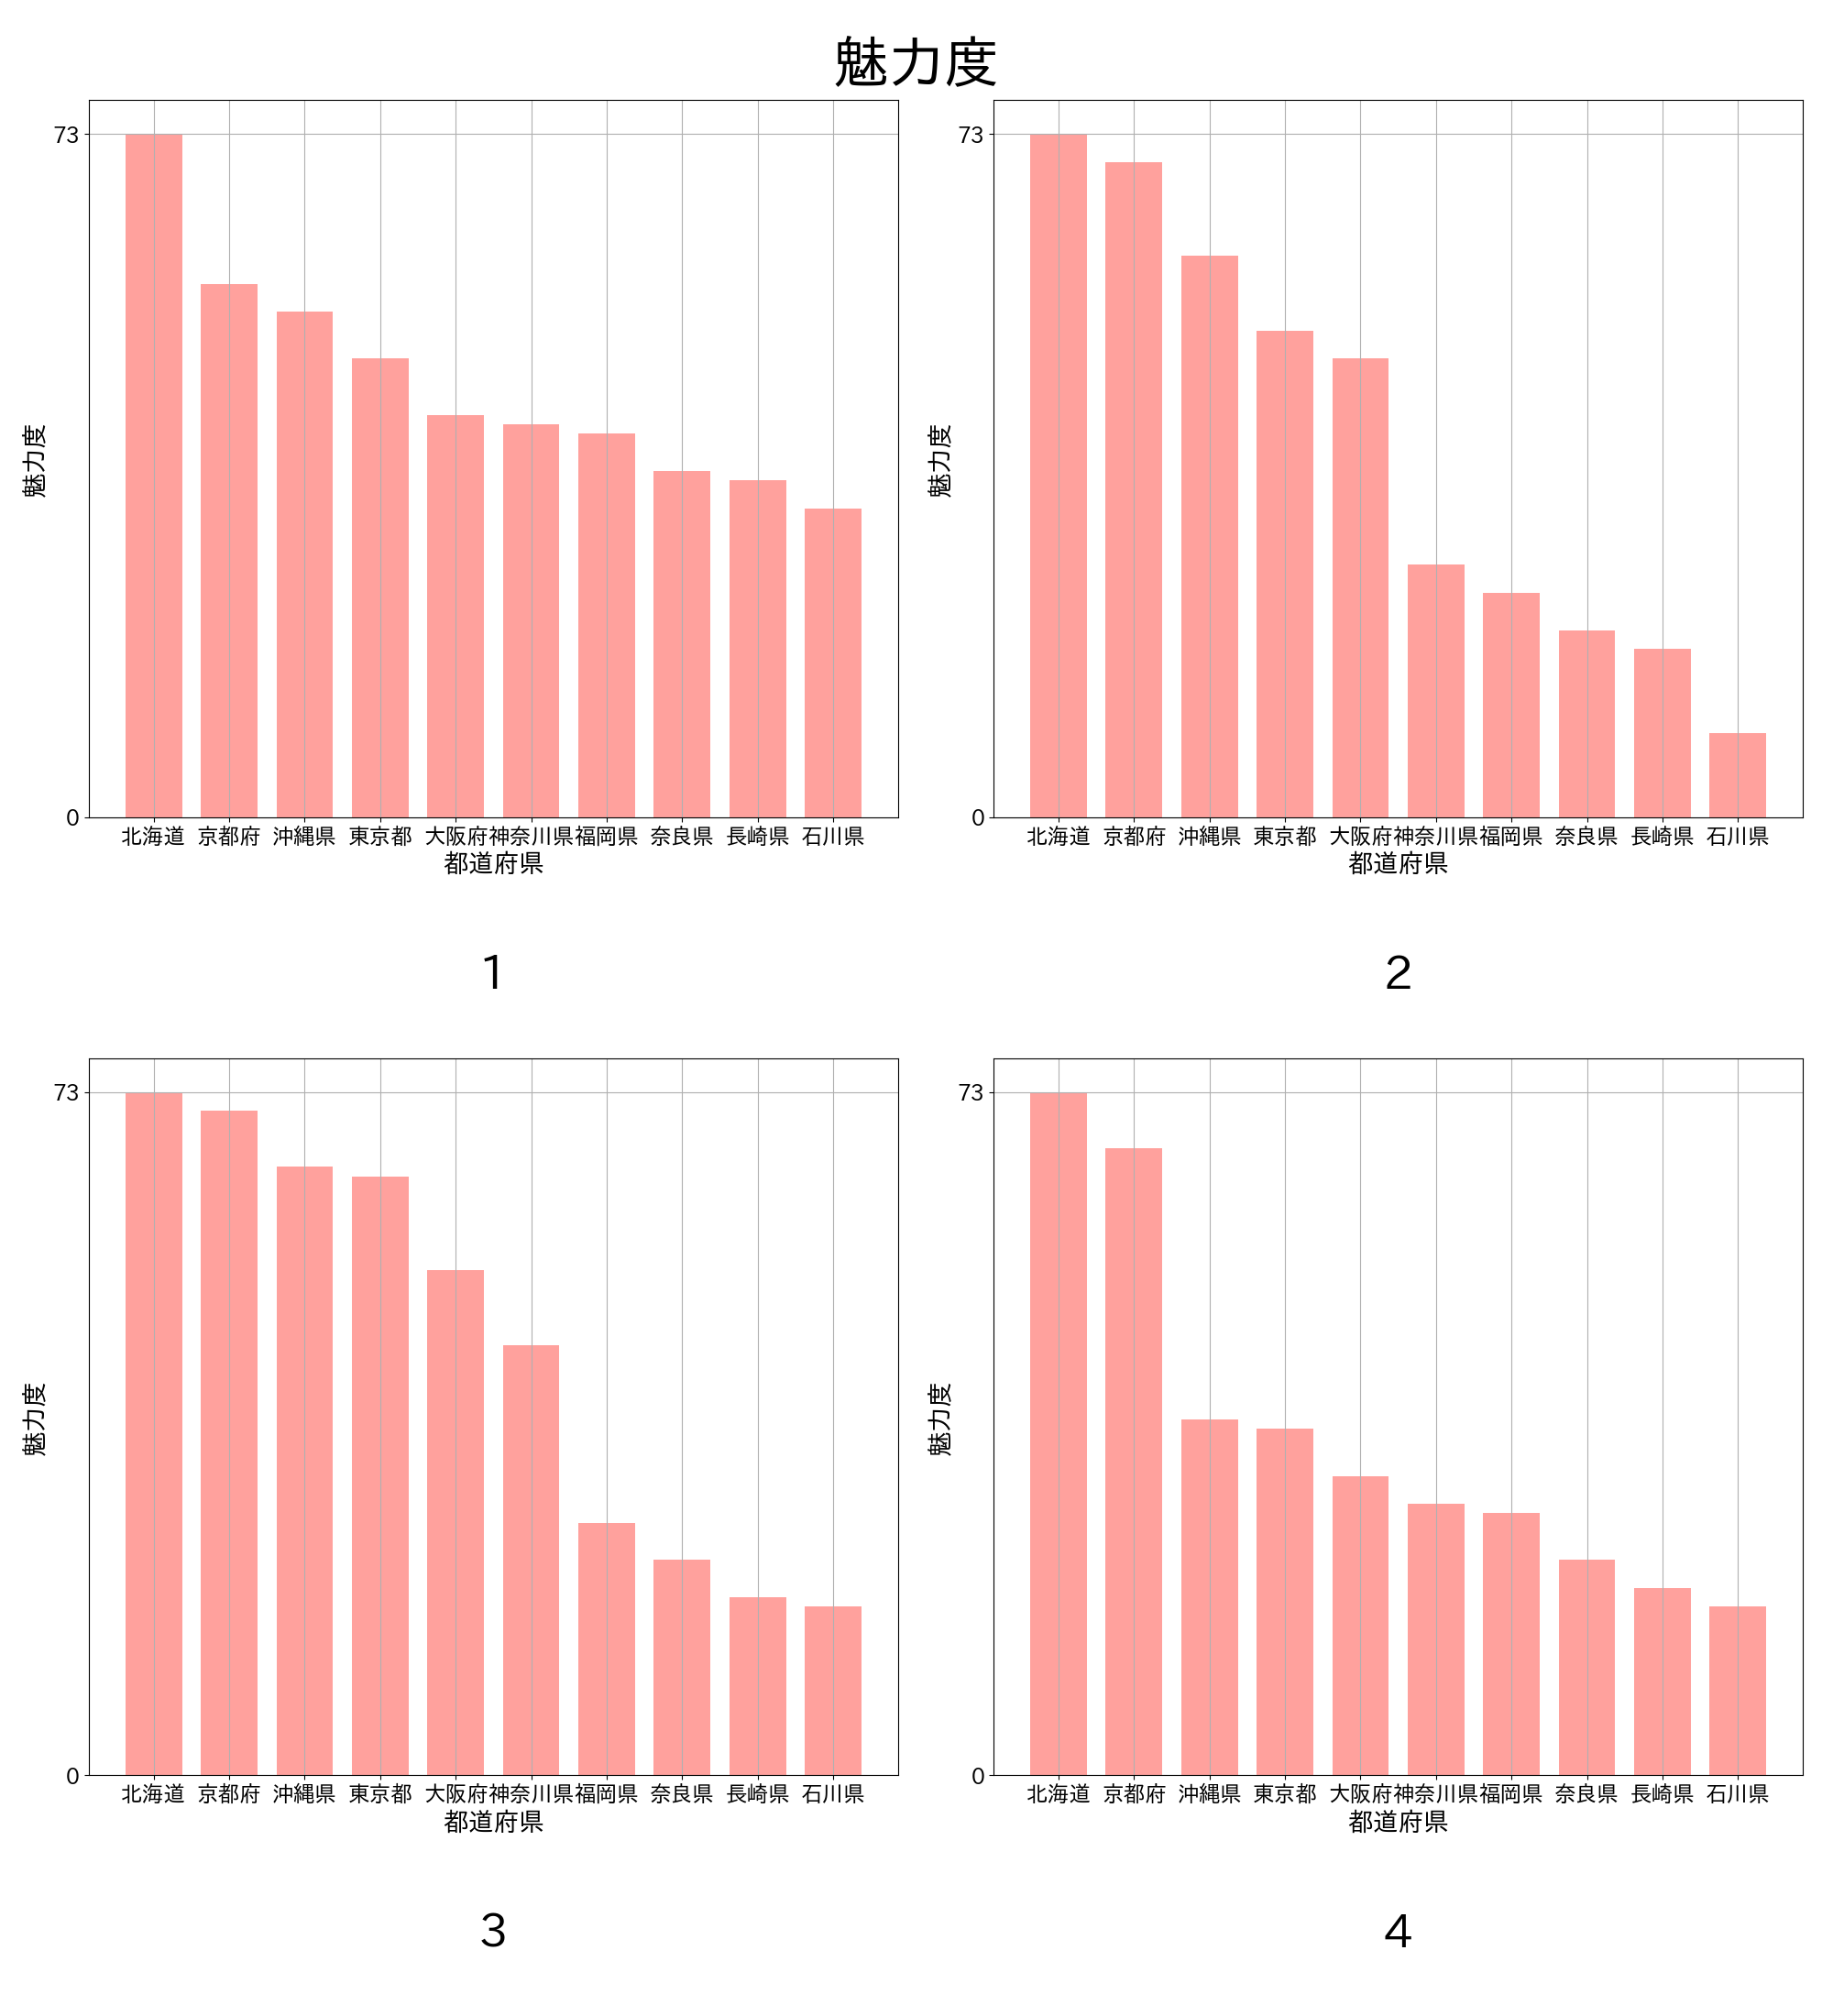 魅力度
73
0
魅力度
北海道 京都府 沖縄県 東京都 大阪府 神奈川県 福岡県 奈良県 長崎県 石川県
都道府県
1
73
0
魅力度
北海道 京都府 沖縄県 東京都 大阪府 神奈川県 福岡県 奈良県 長崎県 石川県
都道府県
2
73
0
魅力度
北海道 京都府 沖縄県 東京都 大阪府 神奈川県 福岡県 奈良県 長崎県 石川県
都道府県
3
73
0
魅力度
北海道 京都府 沖縄県 東京都 大阪府 神奈川県 福岡県 奈良県 長崎県 石川県
都道府県
4